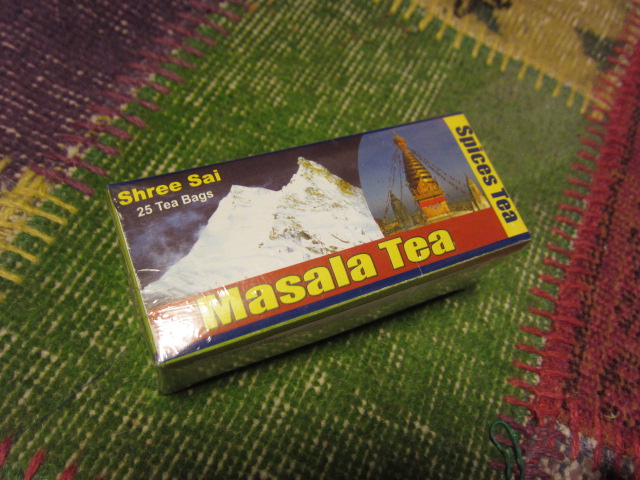 Shree Sai
25 Tea Bags
Masala Tea
Spices Tea